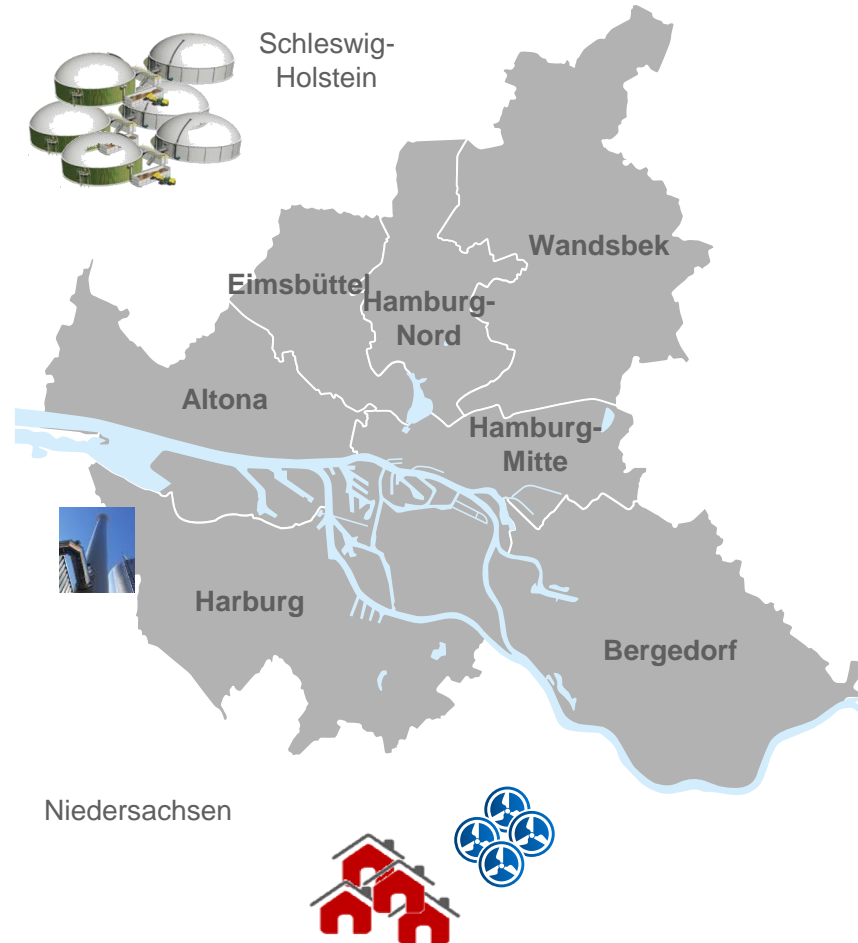 Schleswig-
Holstein
Wandsbek
Eimsbüttel
Hamburg-
Nord
Altona
Hamburg-
Mitte
Harburg
Bergedorf
Niedersachsen